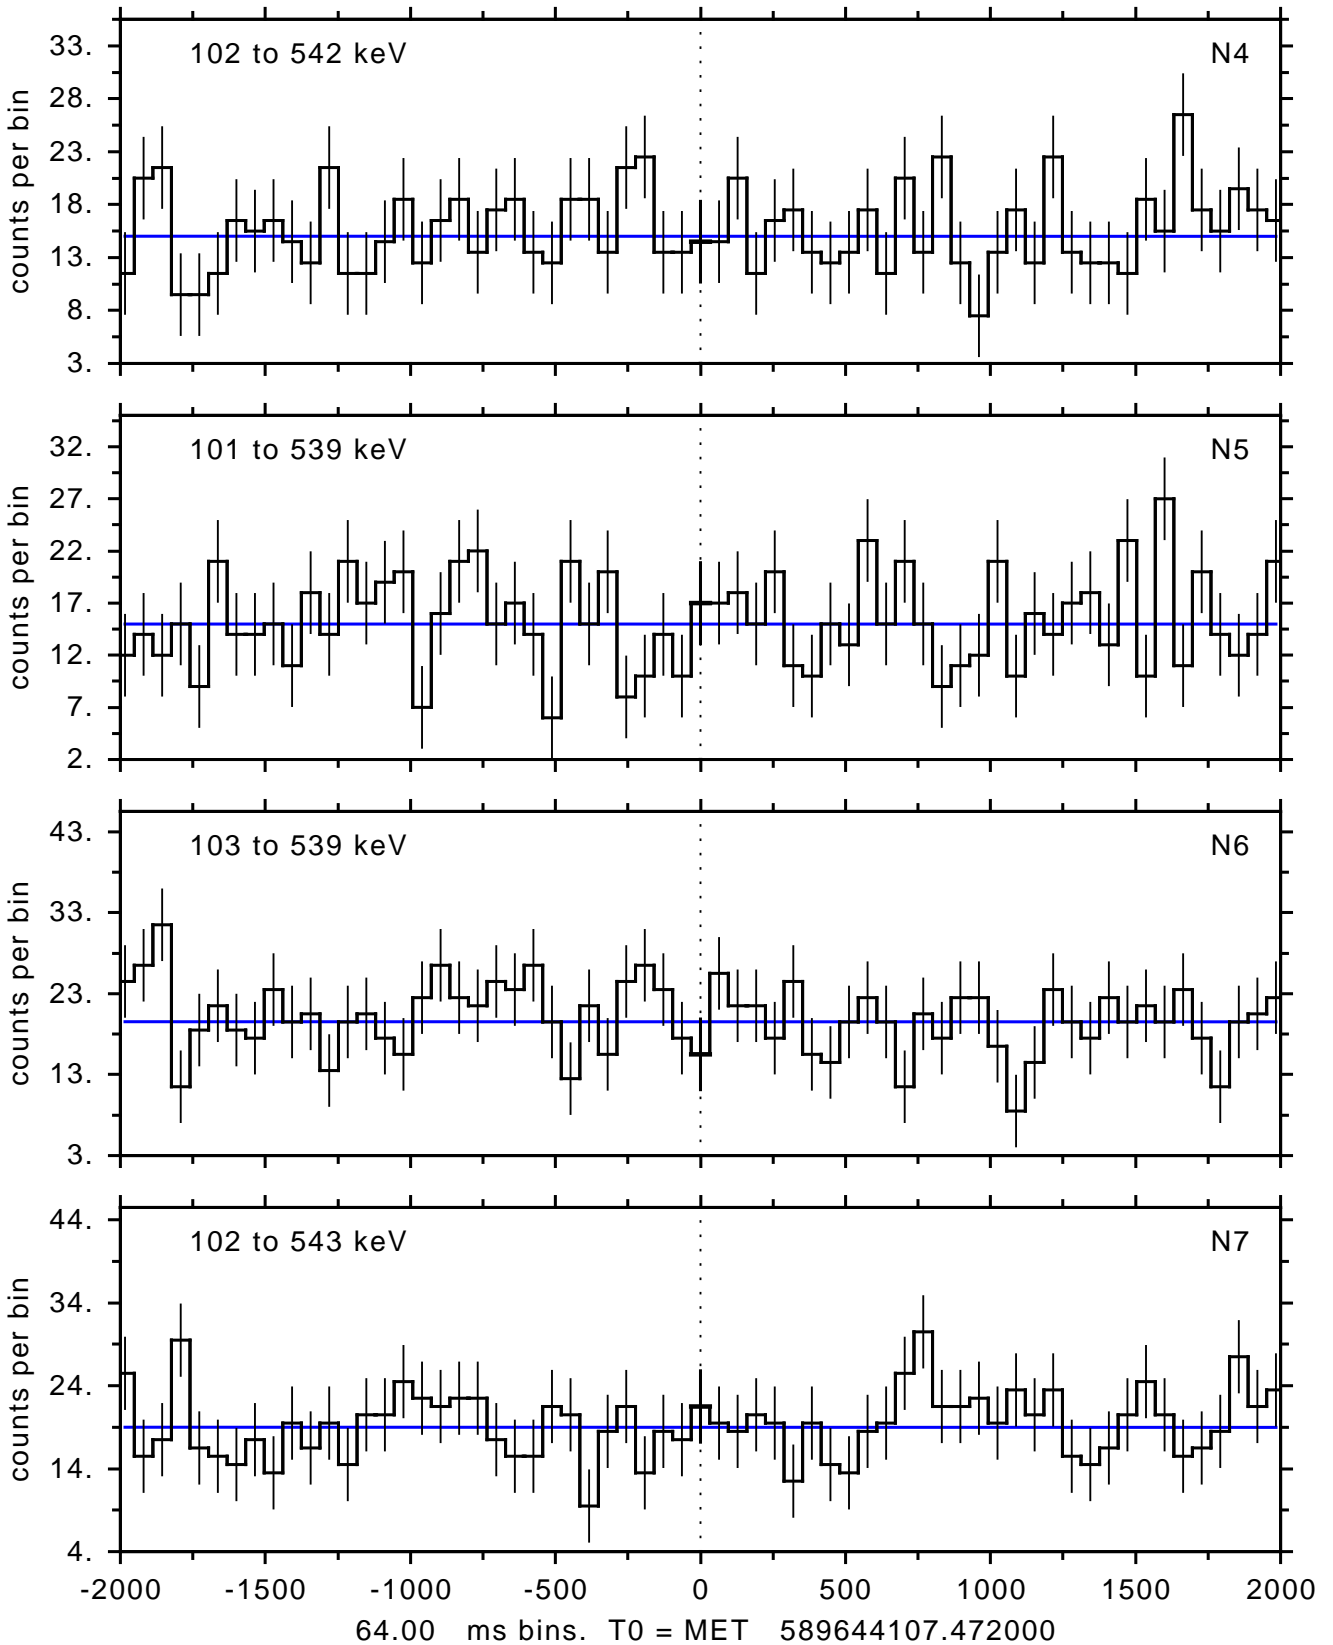 102 to 542 keV N4
33.
28.
23.
18.
13.
8.
3.
counts per bin
101 to 539 keV N5
32.
27.
22.
17.
12.
7.
2.
counts per bin
103 to 539 keV N6
43.
33.
23.
13.
3.
counts per bin
102 to 543 keV N7
44.
34.
24.
14.
4.
counts per bin
-2000 -1500 -1000 -500 0 500 1000 1500 2000
64.00 ms bins. T0 = MET 589644107.472000